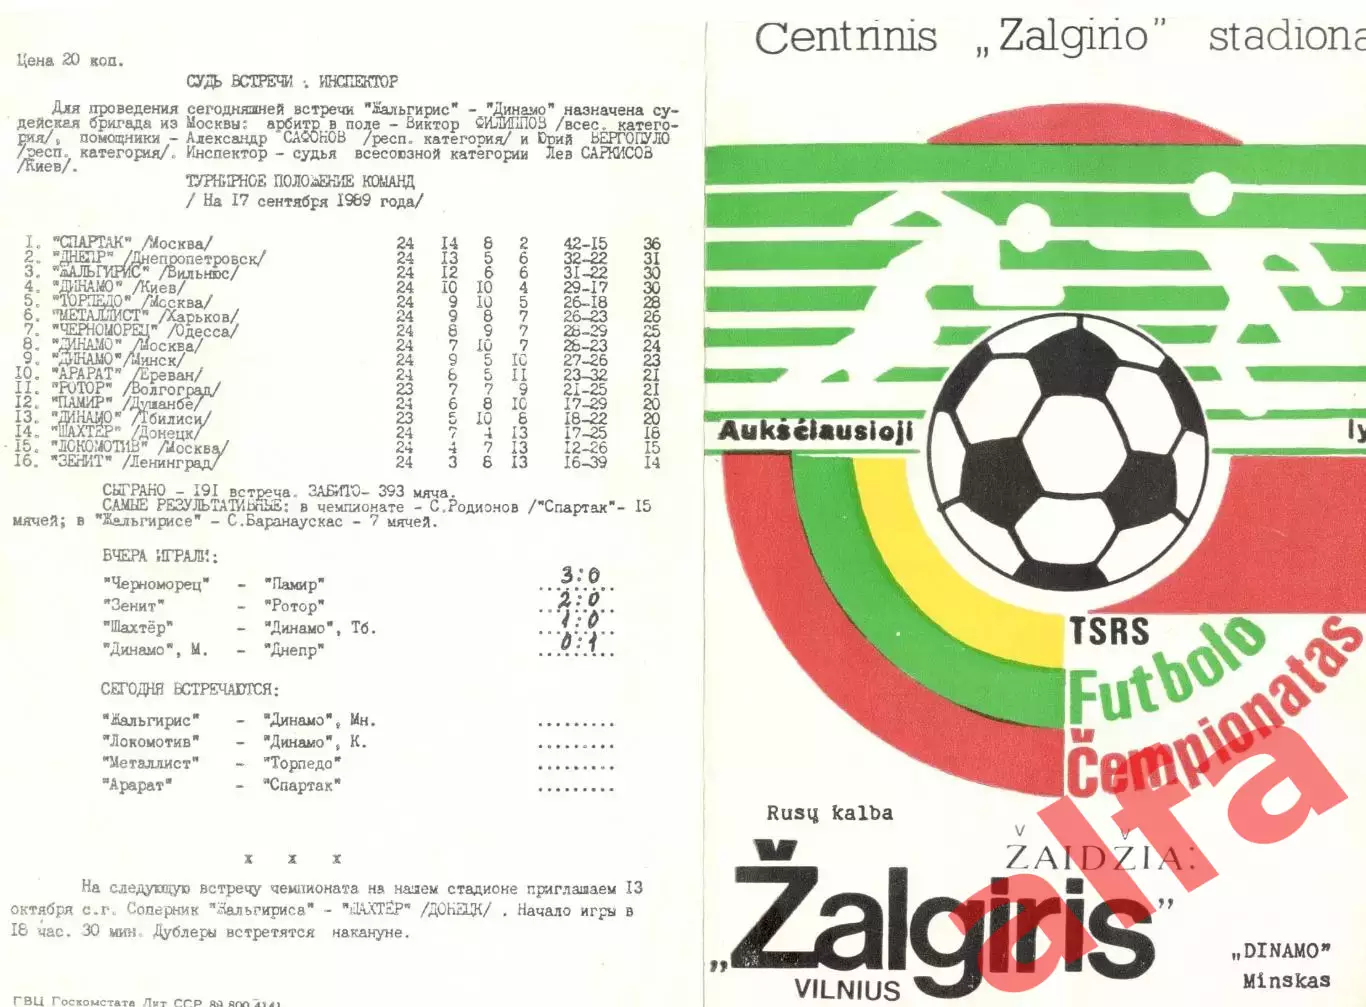 Цена 20 коп.
СУДЬ ВСТРЕЧИ . ИНСПЕКТОР
Для проведения сегодняшней встречи "Жальгирис" - "Динамо" назначена су-
дейская бригада из Москвы: арбитр в поле - Виктор ФИЛИППОВ /всес. катего-
рия/, помощники - Александр САФОНОВ /респ. категория/ и Юрий ВЕРГОПУЛО
/респ. категория/. Инспектор - судья всесоюзной категории Лев САРКИСОВ
/Киев/.
ТУРНИРНОЕ ПОЛОЖЕНИЕ КОМАНД
/ На 17 сентября 1989 года/
1. "СПАРТАК" /Москва/ 24 14 8 2 42-15 36
2. "ДНЕПР" /Днепропетровск/ 24 13 5 6 32-22 31
3. "ЖАЛЬГИРИС" /Вильнюс/ 24 12 6 6 31-22 30
4. "ДИНАМО" /Киев/ 24 10 10 4 29-17 30
5. "ТОРПЕДО" /Москва/ 24 9 10 5 26-18 28
6. "МЕТАЛЛИСТ" /Харьков/ 24 9 8 7 26-23 26
7. "ЧЕРНОМОРЕЦ" /Одесса/ 24 8 9 7 28-29 25
8. "ДИНАМО" /Москва/ 24 7 10 7 26-23 24
9. "ДИНАМО"/Минск/ 24 9 5 10 27-26 23
10. "АРАРАТ" /Ереван/ 24 8 5 11 23-32 21
11. "РОТОР" /Волгоград/ 23 7 7 9 21-25 21
12. "ПАМИР" /Душанбе/ 24 6 8 10 17-29 20
13. "ДИНАМО" /Тбилиси/ 23 5 10 8 18-22 20
14. "ШАХТЁР" /Донецк/ 24 7 4 13 17-25 18
15. "ЛОКОМОТИВ" /Москва/ 24 4 7 13 12-26 15
16. "ЗЕНИТ" /Ленинград/ 24 3 8 13 16-39 14
СЫГРАНО - 191 встреча. ЗАБИТО- 393 мяча.
САМЫЕ РЕЗУЛЬТАТИВНЫЕ: в чемпионате - С.Родионов /"Спартак"- 15
мячей; в "Жальгирисе" - С.Баранаускас - 7 мячей.
ВЧЕРА ИГРАЛИ:
"Черноморец" - "Памир" 3:0
"Зенит" - "Ротор" 2:0
"Шахтёр" - "Динамо", Тб. 1:0
"Динамо", М. - "Днепр" 0:1
СЕГОДНЯ ВСТРЕЧАЮТСЯ:
"Жальгирис" - "Динамо", Мн. ..........
"Локомотив" - "Динамо", К. ..........
"Металлист" - "Торпедо" ..........
"Арарат" - "Спартак" ..........
х х х
На следующую встречу чемпионата на нашем стадионе приглашаем 13
октября с.г. Соперник "Жальгириса" - "ШАХТЁР" /ДОНЕЦК/ . Начало игры в
18 час. 30 мин. Дублеры встретятся накануне.
ГВЦ Госкомстата Лит ССР 89 800
Centrinis „Žalgirio" stadiona
Aukščiausioji ly
TSRS
Futbolo
Čempionatas
Rusų kalba
ŽAIDŽIA:
„Žalgiris"
VILNIUS
„DINAMO"
Minskas
alfa